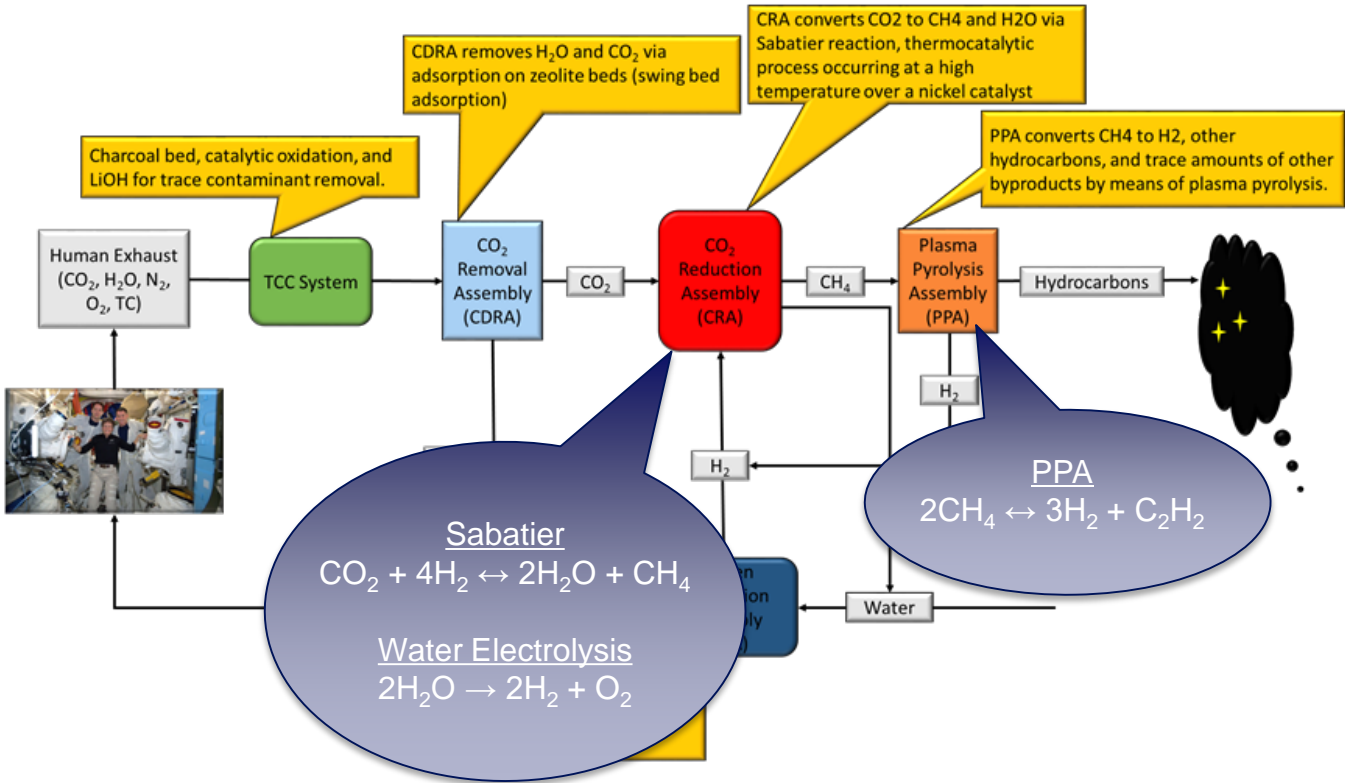 CRA converts CO2 to CH4 and H2O via
Sabatier reaction, thermocatalytic
process occurring at a high
temperature over a nickel catalyst
CDRA removes H₂O and CO₂ via
adsorption on zeolite beds (swing bed
adsorption)
PPA converts CH4 to H2, other
hydrocarbons, and trace amounts of other
byproducts by means of plasma pyrolysis.
Charcoal bed, catalytic oxidation, and
LiOH for trace contaminant removal.
Human Exhaust
(CO₂, H₂O, N₂,
O₂, TC)
TCC System
CO₂
Removal
Assembly
(CDRA)
CO₂
CO₂
Reduction
Assembly
(CRA)
CH₄
Plasma
Pyrolysis
Assembly
(PPA)
Hydrocarbons
H₂
H₂
PPA
2CH₄ ↔ 3H₂ + C₂H₂
Sabatier
CO₂ + 4H₂ ↔ 2H₂O + CH₄
Water
Water Electrolysis
2H₂O → 2H₂ + O₂